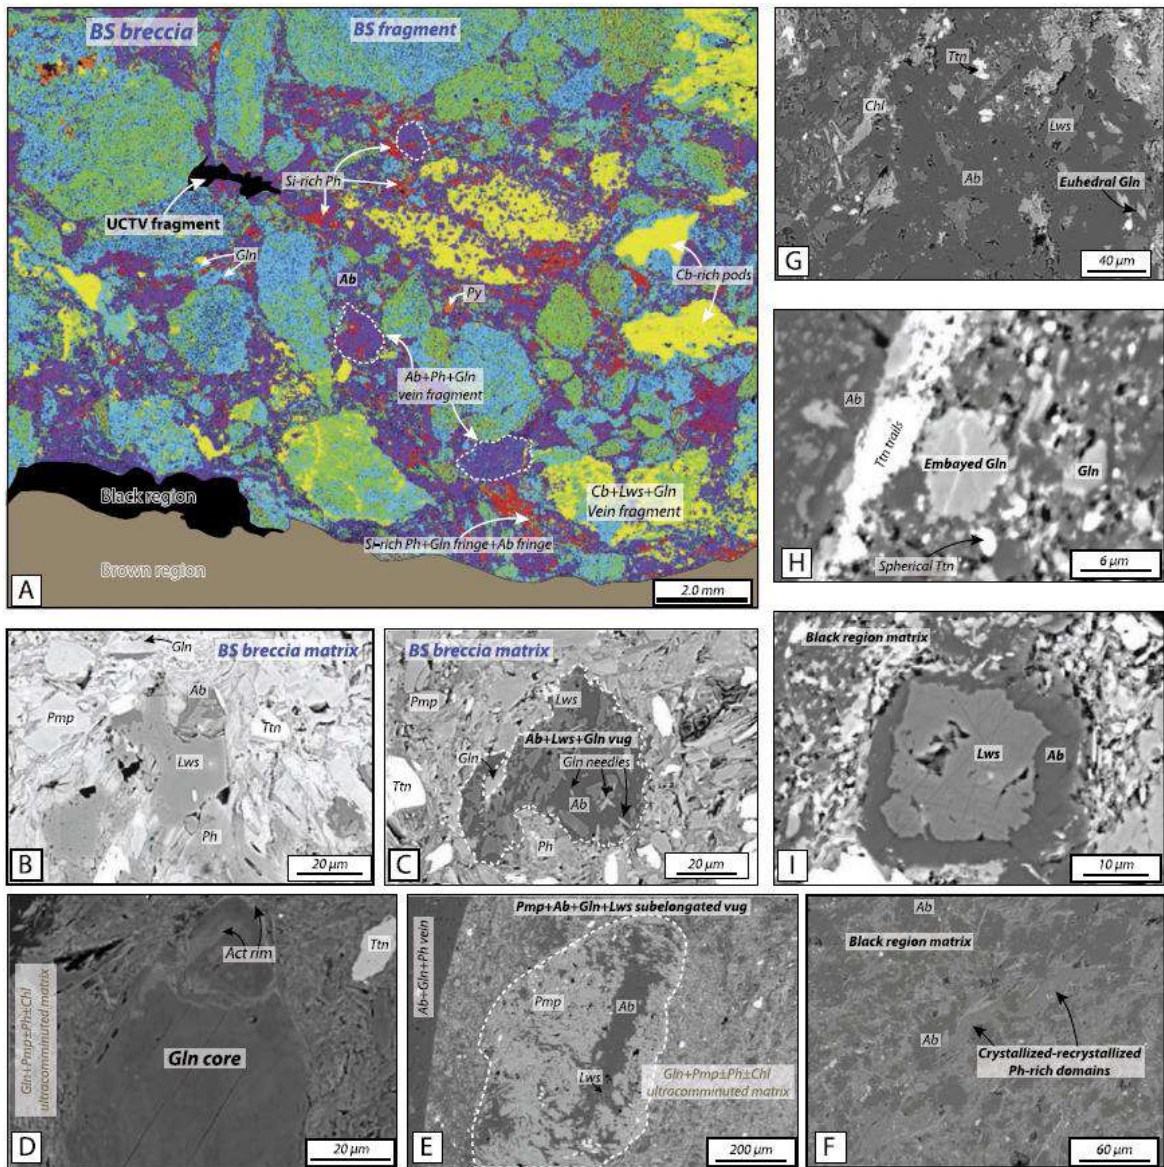 BS breccia
BS fragment
Si-rich Ph
UCTV fragment
Gln
Ab
Py
Cb-rich pods
Ab+Ph+Gln
vein fragment
Cb+Lws+Gln
Vein fragment
Black region
Si-rich Ph+Gln fringe+Ab fringe
Brown region
A
2.0 mm
Ttn
Chl
Lws
Ab
Euhedral Gln
G
40 µm
Ab
Ttn trails
Embayed Gln
Gln
Spherical Ttn
H
6 µm
Gln
BS breccia matrix
Ab
Pmp
Ttn
Lws
Ph
B
20 µm
BS breccia matrix
Pmp
Lws
Ab+Lws+Gln vug
Gln
Gln needles
Ttn
Ab
Ph
C
20 µm
Black region matrix
Lws
Ab
I
10 µm
Act rim
Ttn
Gln+Pmp±Ph±Chl
ultracomminuted matrix
Gln core
D
20 µm
Pmp+Ab+Gln+Lws subelongated vug
Ab+Gln+Ph vein
Pmp
Ab
Lws
Gln+Pmp±Ph±Chl
ultracomminuted matrix
E
200 µm
Ab
Black region matrix
Ab
Crystallized-recrystallized
Ph-rich domains
F
60 µm